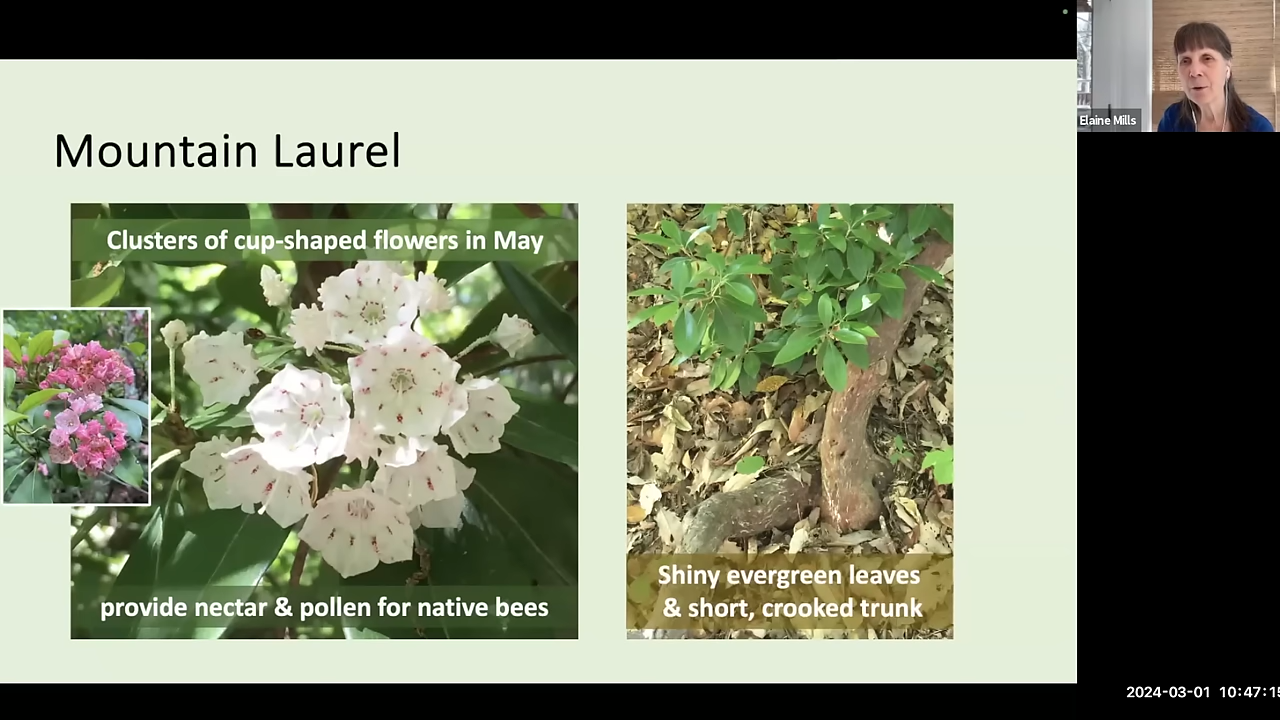 Elaine Mills
Mountain Laurel
Clusters of cup-shaped flowers in May
provide nectar & pollen for native bees
Shiny evergreen leaves
& short, crooked trunk
2024-03-01 10:47:15